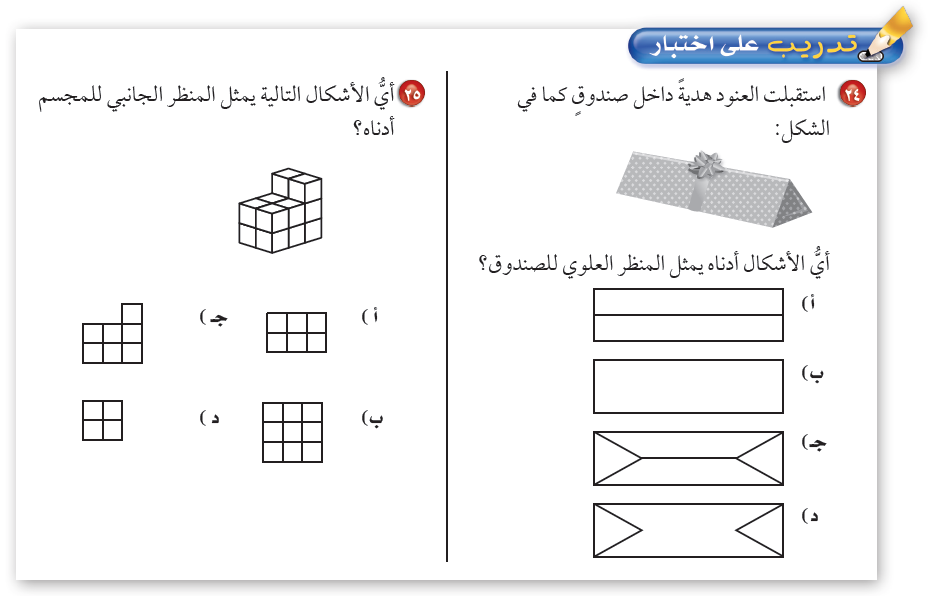 تدريب على اختبار
٢٤ استقبلت العنود هديةً داخل صندوقٍ كما في
الشكل:
أيُّ الأشكال أدناه يمثل المنظر العلوي للصندوق؟
أ)
ب)
جـ)
د)
٢٥ أيُّ الأشكال التالية يمثل المنظر الجانبي للمجسم
أدناه؟
أ)
جـ)
ب)
د)